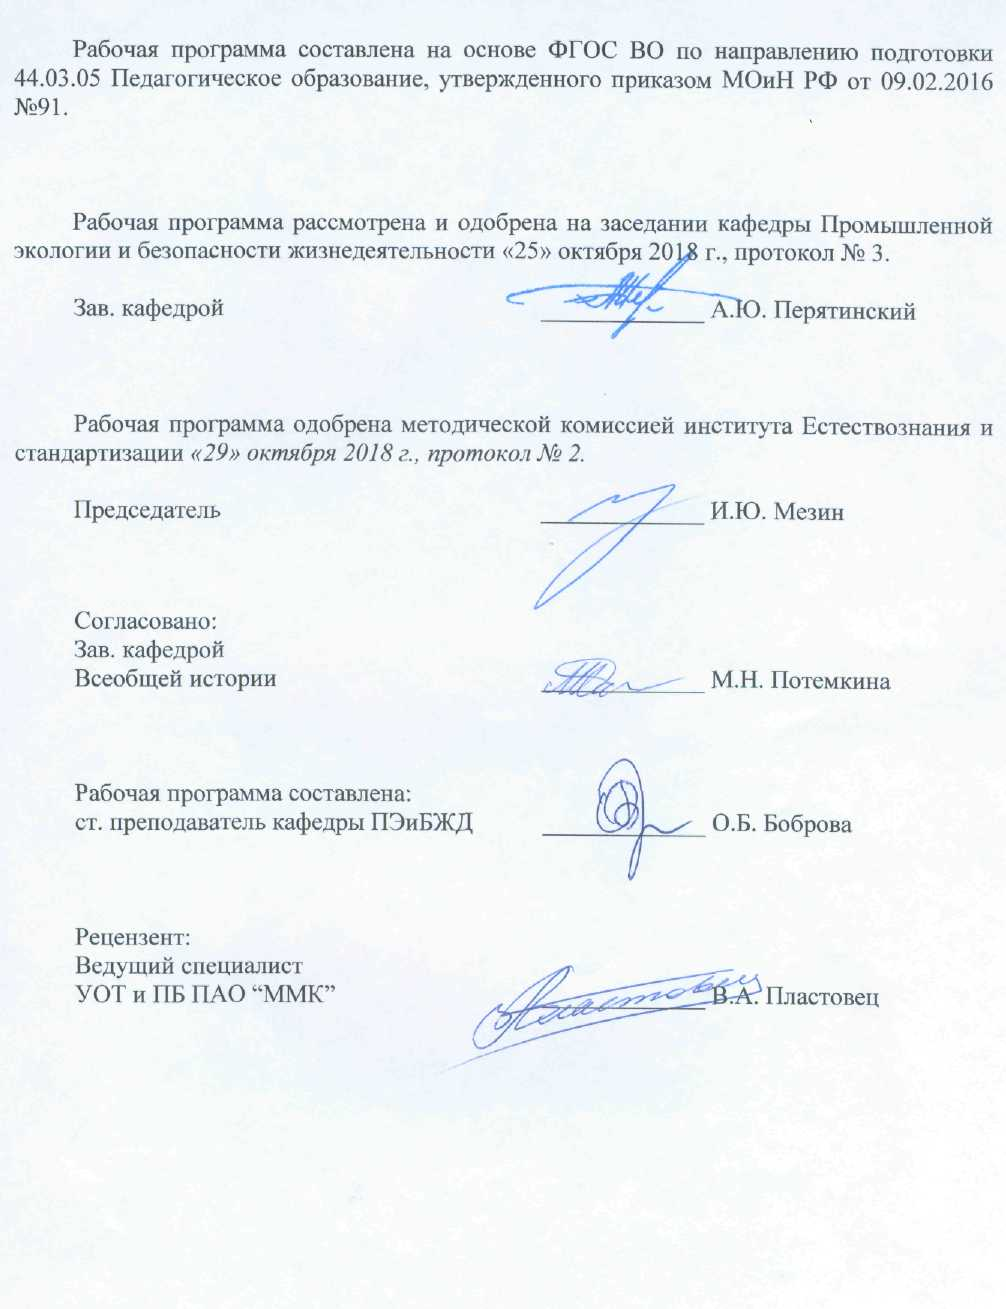 Рабочая программа составлена на основе ФГОС ВО по направлению подготовки
44.03.05 Педагогическое образование, утвержденного приказом МОиН РФ от 09.02.2016
№91.
Рабочая программа рассмотрена и одобрена на заседании кафедры Промышленной
экологии и безопасности жизнедеятельности «25» октября 2018 г., протокол № 3.
Зав. кафедрой А.Ю. Перятинский
Рабочая программа одобрена методической комиссией института Естествознания и
стандартизации «29» октября 2018 г., протокол № 2.
Председатель И.Ю. Мезин
Согласовано:
Зав. кафедрой
Всеобщей истории М.Н. Потемкина
Рабочая программа составлена:
ст. преподаватель кафедры ПЭиБЖД О.Б. Боброва
Рецензент:
Ведущий специалист
УОТ и ПБ ПАО “ММК” В.А. Пластовец